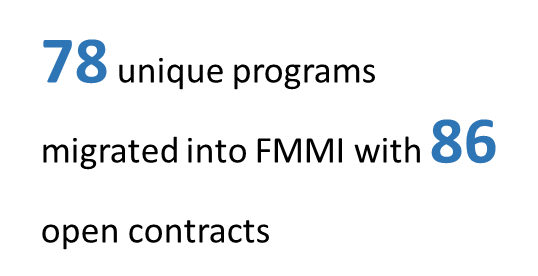 78 unique programs
migrated into FMMI with 86
open contracts